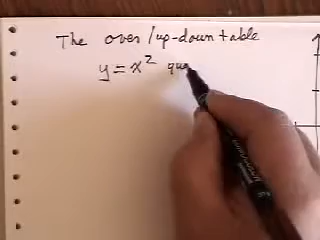 The over/up-down table
y=x² qu